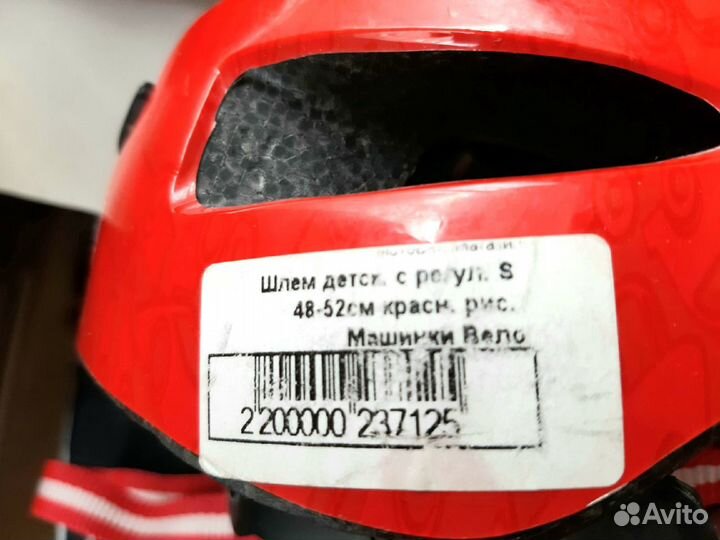 Шлем детск. с регул. S
48-52см красн. рис.
Машинки Вело
2 200000 237125
Avito